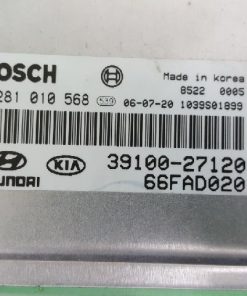 BOSCH
Made in korea
8522 0005
281 010 568
06-07-20 1039S01899
HYUNDAI
KIA
39100-27120
66FAD020